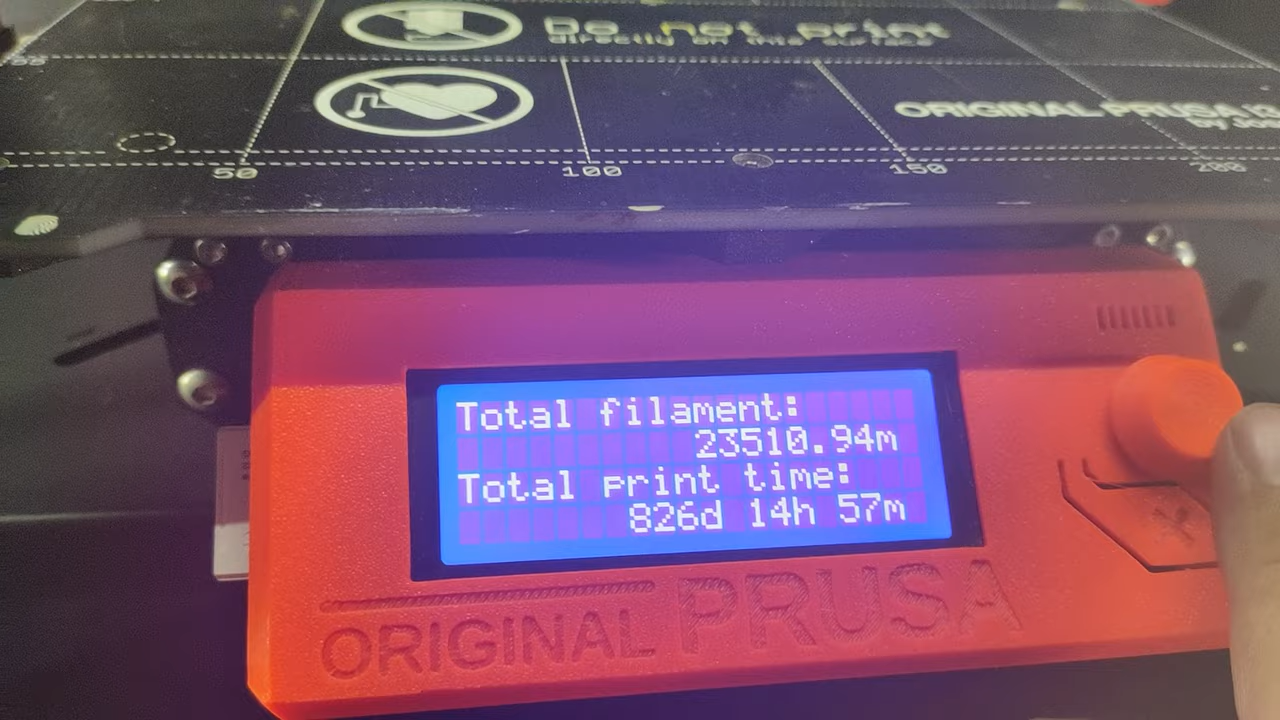 Do not print
directly on this surface
ORIGINAL PRUSA
50 100 150 200
Total filament:
23510.94m
Total print time:
826d 14h 57m
ORIGINAL PRUSA